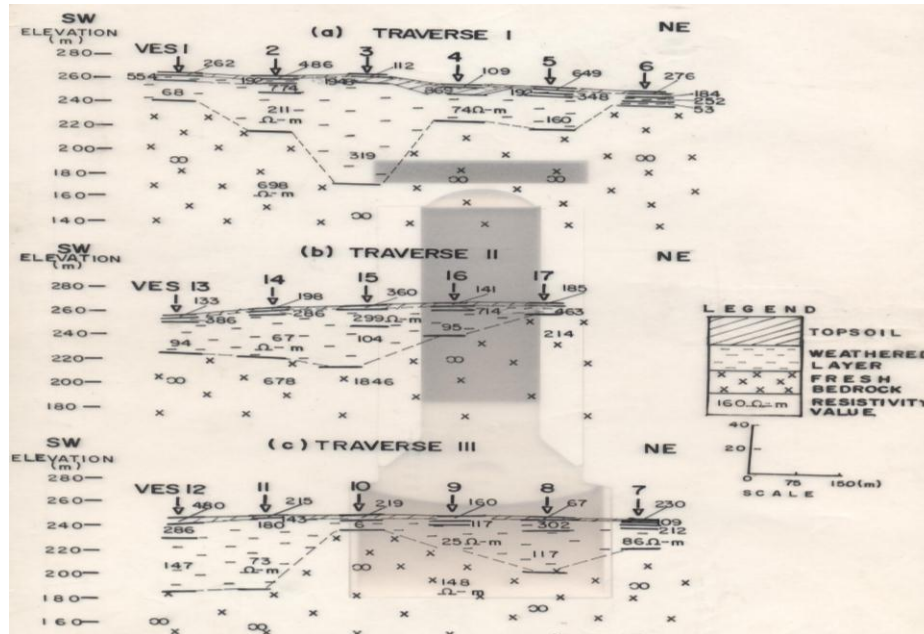 SW (a) TRAVERSE I NE
ELEVATION (m)
280
VES 1 2 3 4 5 6
262 486 112 109 649 276
260
554 192 1948 869 192 348 184
774 252
240 68 211 Ω-m 74Ω-m 160 53
220
200
319
180
698 Ω-m ∞
160
∞
140
SW (b) TRAVERSE II NE
ELEVATION (m)
280
VES 13 14 15 16 17
133 198 360 141 185
260
386 286 299Ω-m 714 463
240 94 67 Ω-m 104 95 214
220
200 ∞ 678 1846
180
LEGEND
TOPSOIL
WEATHERED LAYER
FRESH BEDROCK
160Ω-m RESISTIVITY VALUE
40
20
0 75 150(m)
SCALE
SW (c) TRAVERSE III NE
ELEVATION (m)
280
VES 12 11 10 9 8 7
480 215 219 160 67 230
260
240 286 180 43 6 117 302 109
212
220 147 73 Ω-m 25Ω-m 117 86Ω-m
200
148 Ω-m
180
160